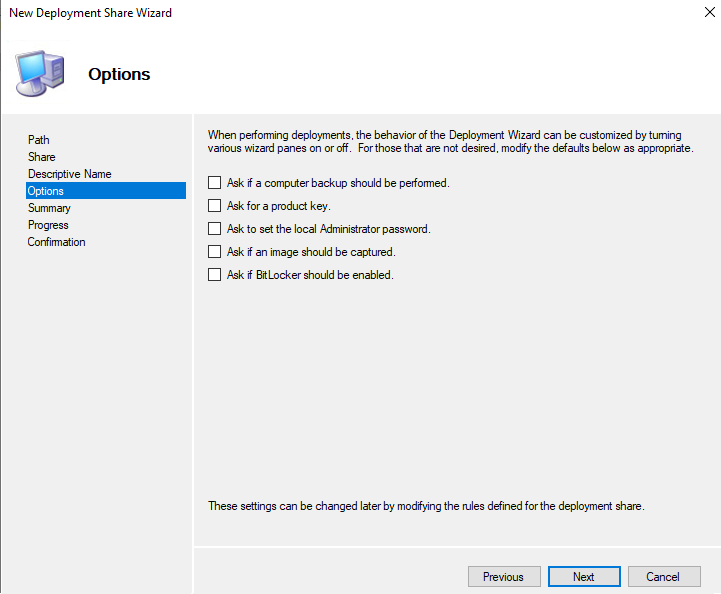 New Deployment Share Wizard
Options
Path
Share
Descriptive Name
Options
Summary
Progress
Confirmation
When performing deployments, the behavior of the Deployment Wizard can be customized by turning
various wizard panes on or off.  For those that are not desired, modify the defaults below as appropriate.
Ask if a computer backup should be performed.
Ask for a product key.
Ask to set the local Administrator password.
Ask if an image should be captured.
Ask if BitLocker should be enabled.
These settings can be changed later by modifying the rules defined for the deployment share.
Previous
Next
Cancel